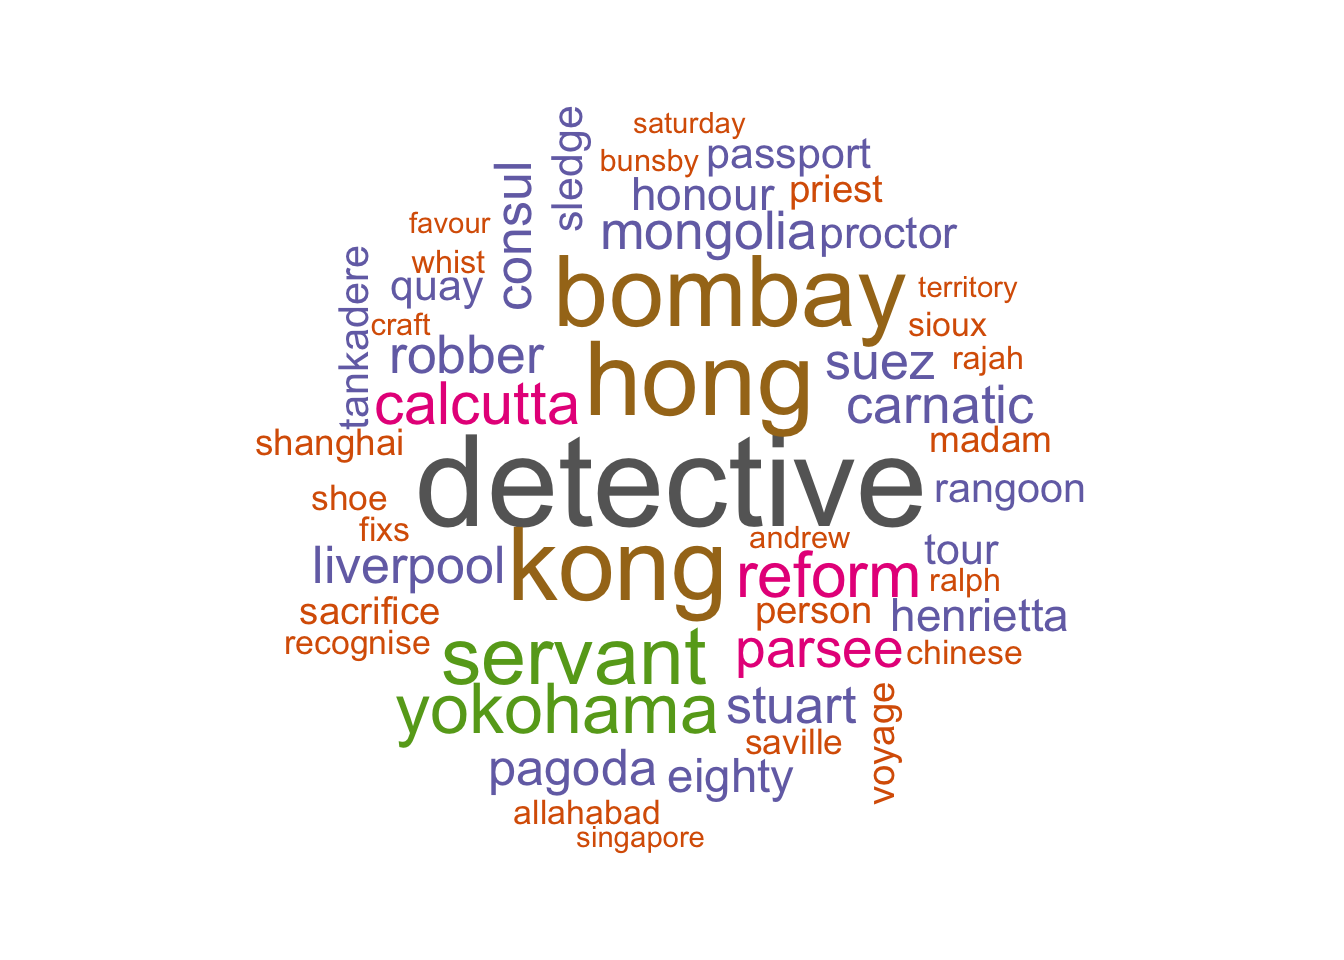 saturday
sledge
bunsby
passport
consul
honour
priest
favour
mongolia
proctor
whist
quay
bombay
territory
tankadere
craft
sioux
robber
hong
suez
rajah
calcutta
carnatic
shanghai
detective
madam
shoe
rangoon
fixs
andrew
liverpool
kong
tour
reform
ralph
sacrifice
person
henrietta
recognise
servant
parsee
chinese
yokohama
stuart
voyage
saville
pagoda
eighty
allahabad
singapore